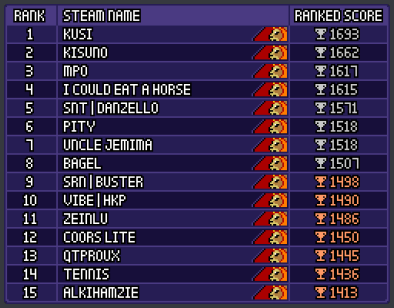 RANK STEAM NAME RANKED SCORE
1 KUSI 1693
2 KISUNO 1662
3 MPO 1617
4 I COULD EAT A HORSE 1615
5 SNT | DANZELLO 1571
6 PITY 1518
7 UNCLE JEMIMA 1518
8 BAGEL 1507
9 SRN | BUSTER 1498
10 VIBE | HKP 1490
11 ZEINLU 1486
12 COORS LITE 1450
13 QTPROUX 1445
14 TENNIS 1436
15 ALKIHAMZIE 1413